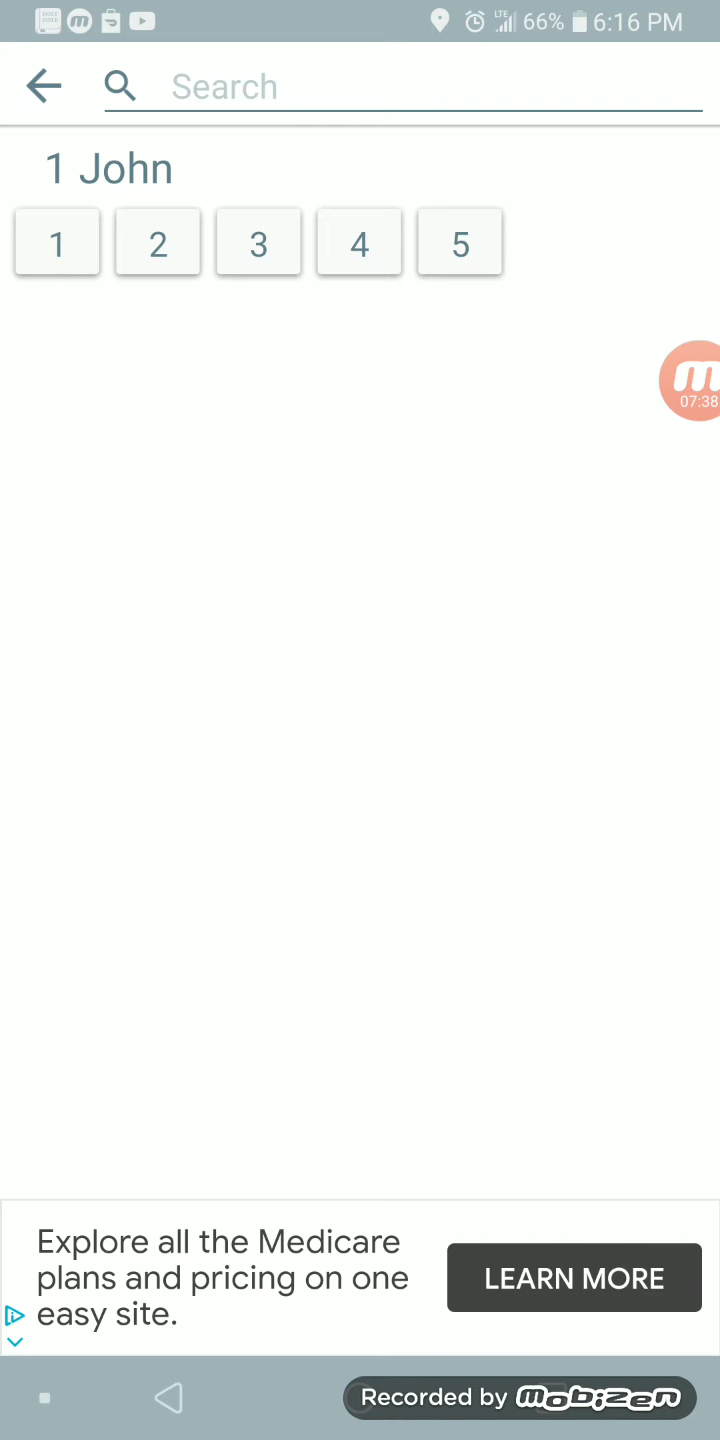 LTE 66% 6:16 PM
Search
1 John
1 2 3 4 5
m
07:38
Explore all the Medicare
plans and pricing on one
easy site.
LEARN MORE
Recorded by mobizen